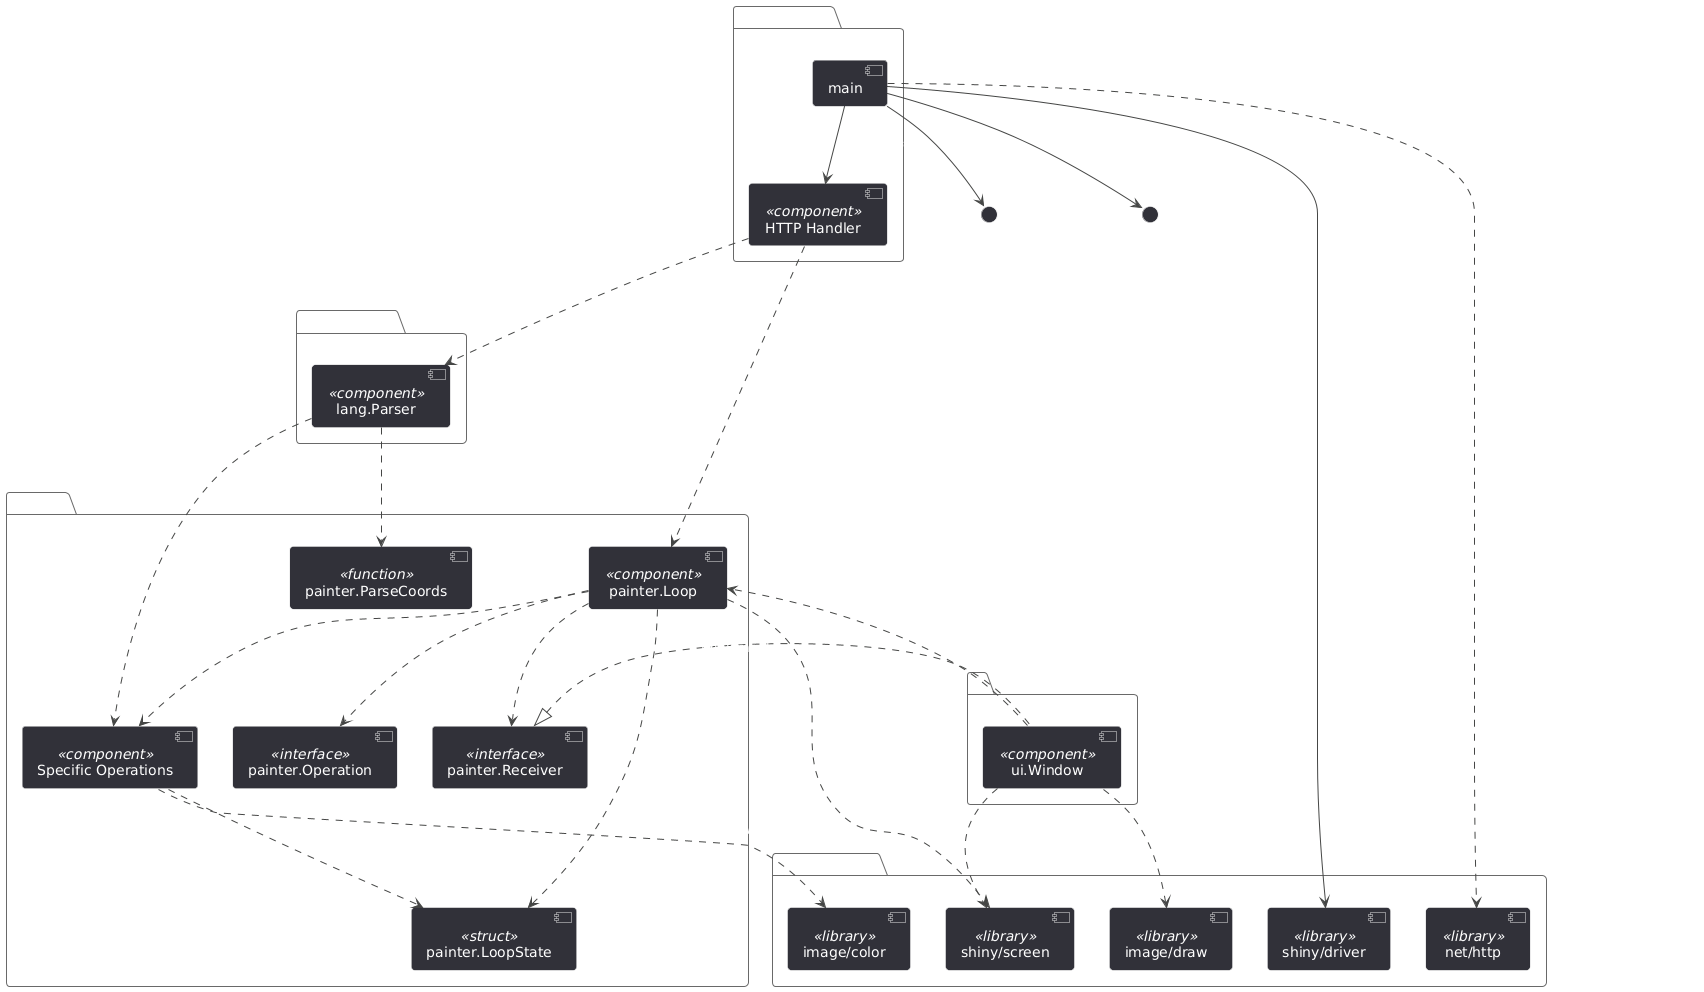 main
«component»
HTTP Handler
«component»
lang.Parser
«function»
painter.ParseCoords
«component»
painter.Loop
«component»
Specific Operations
«interface»
painter.Operation
«interface»
painter.Receiver
«component»
ui.Window
«struct»
painter.LoopState
«library»
image/color
«library»
shiny/screen
«library»
image/draw
«library»
shiny/driver
«library»
net/http